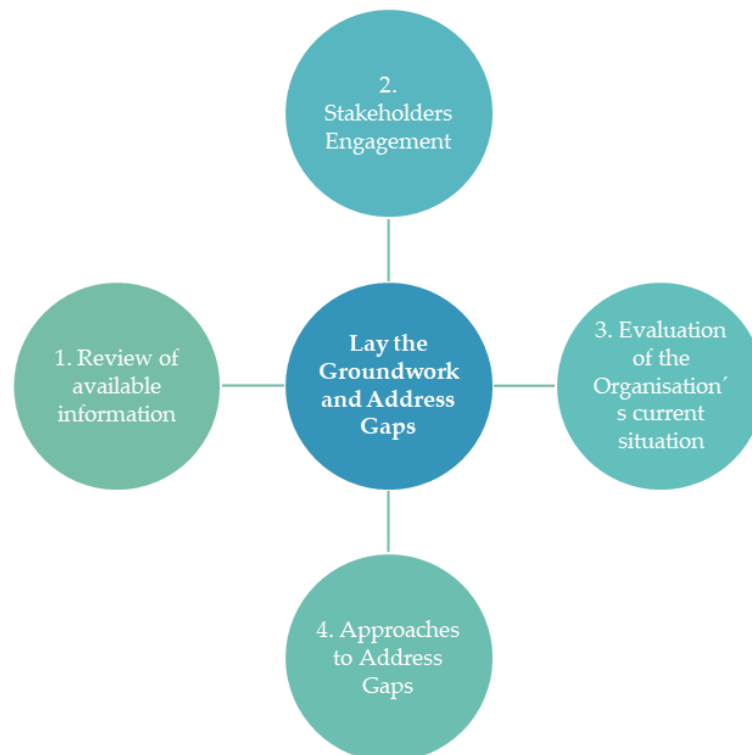 2.
Stakeholders
Engagement
1. Review of
available
information
Lay the
Groundwork
and Address
Gaps
3. Evaluation
of the
Organisation´
s current
situation
4. Approaches
to Address
Gaps